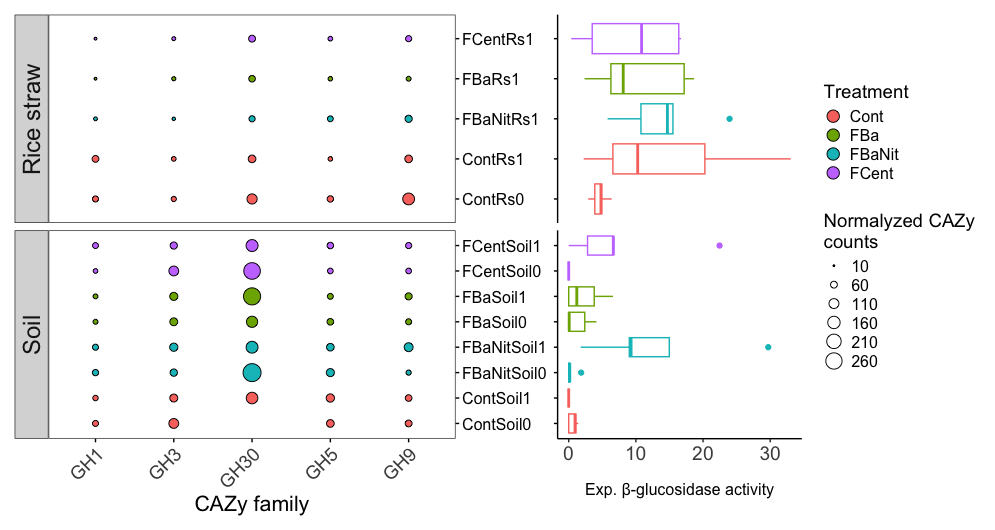 Rice straw
FCentRs1
FBaRs1
FBaNitRs1
ContRs1
ContRs0
Soil
FCentSoil1
FCentSoil0
FBaSoil1
FBaSoil0
FBaNitSoil1
FBaNitSoil0
ContSoil1
ContSoil0
GH1 GH3 GH30 GH5 GH9
CAZy family
0 10 20 30
Exp. β-glucosidase activity
Treatment
Cont
FBa
FBaNit
FCent
Normalyzed CAZy
counts
10
60
110
160
210
260